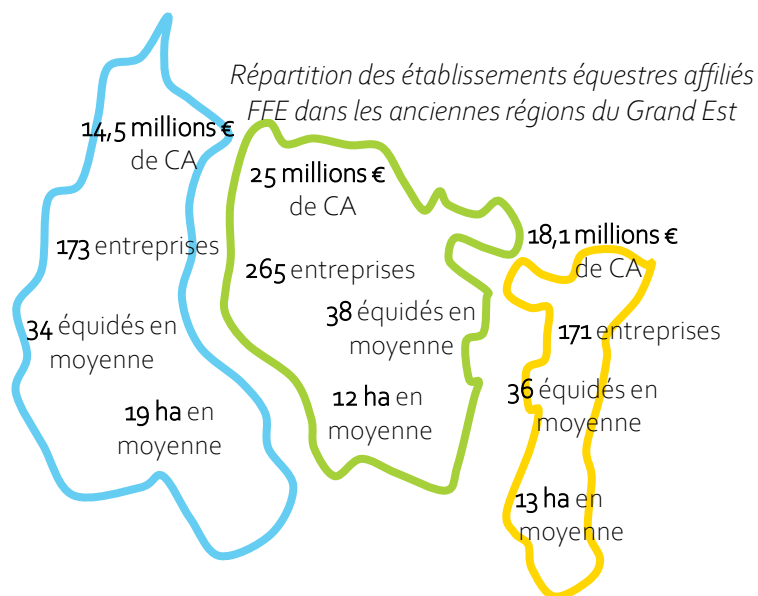 Répartition des établissements équestres affiliés
FFE dans les anciennes régions du Grand Est
14,5 millions €
de CA
173 entreprises
34 équidés en
moyenne
19 ha en
moyenne
25 millions €
de CA
265 entreprises
38 équidés en
moyenne
12 ha en
moyenne
18,1 millions €
de CA
171 entreprises
36 équidés en
moyenne
13 ha en
moyenne